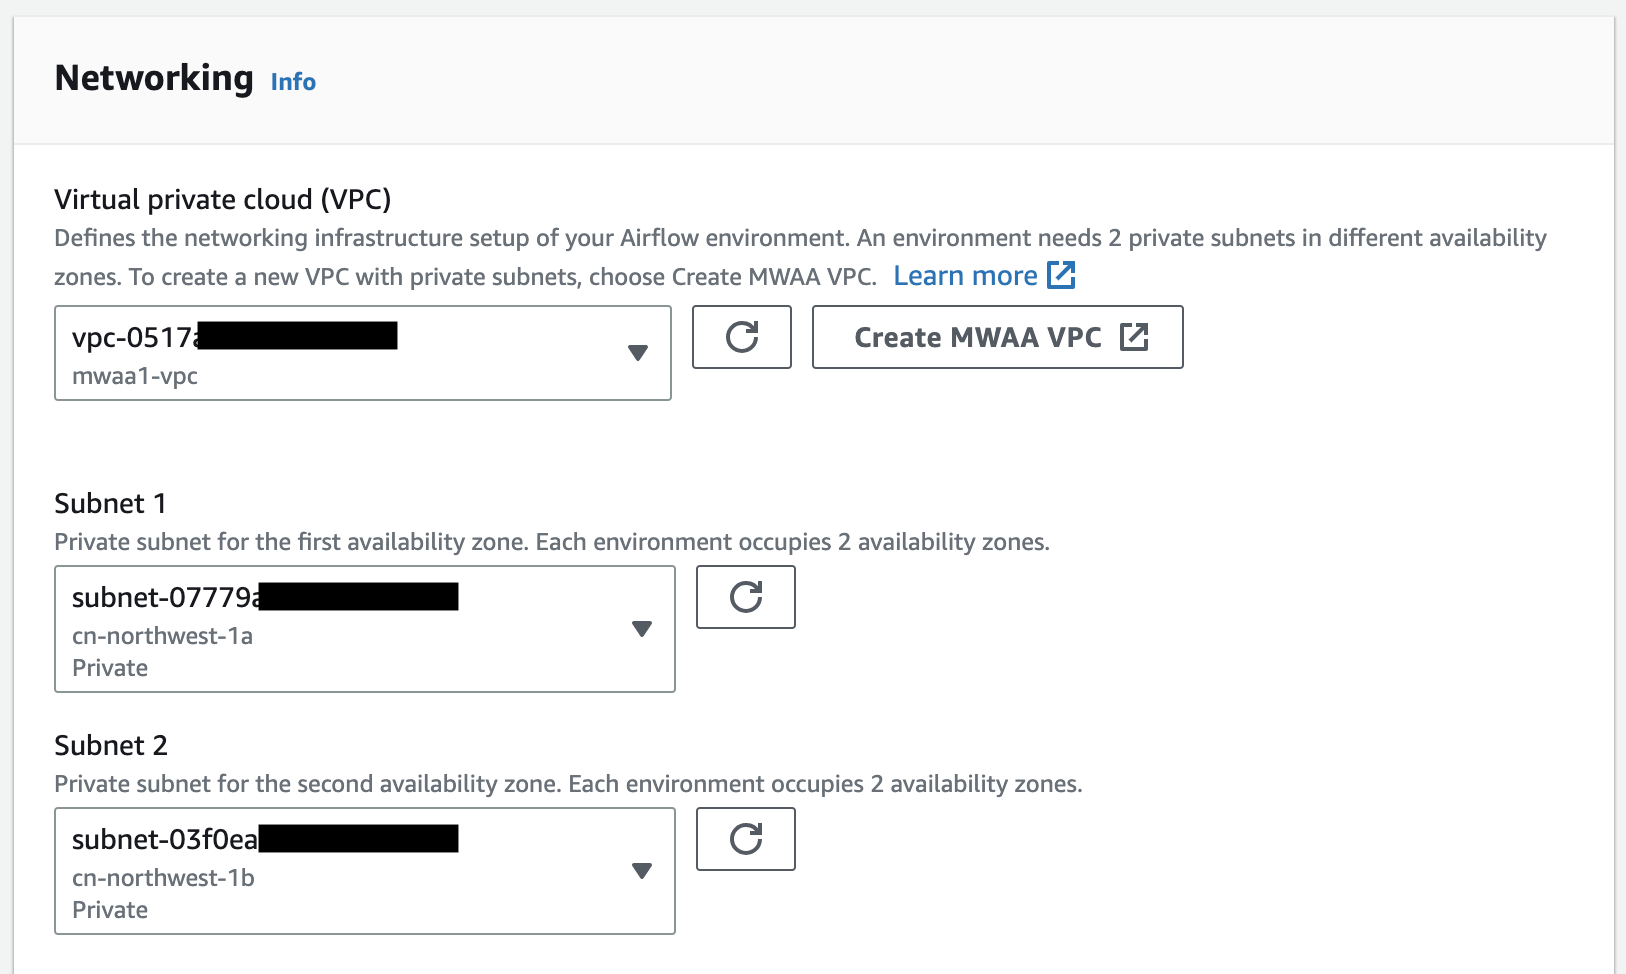 Networking Info
Virtual private cloud (VPC)
Defines the networking infrastructure setup of your Airflow environment. An environment needs 2 private subnets in different availability
zones. To create a new VPC with private subnets, choose Create MWAA VPC. Learn more
vpc-0517a
Create MWAA VPC
mwaa1-vpc
Subnet 1
Private subnet for the first availability zone. Each environment occupies 2 availability zones.
subnet-07779a
cn-northwest-1a
Private
Subnet 2
Private subnet for the second availability zone. Each environment occupies 2 availability zones.
subnet-03f0ea
cn-northwest-1b
Private